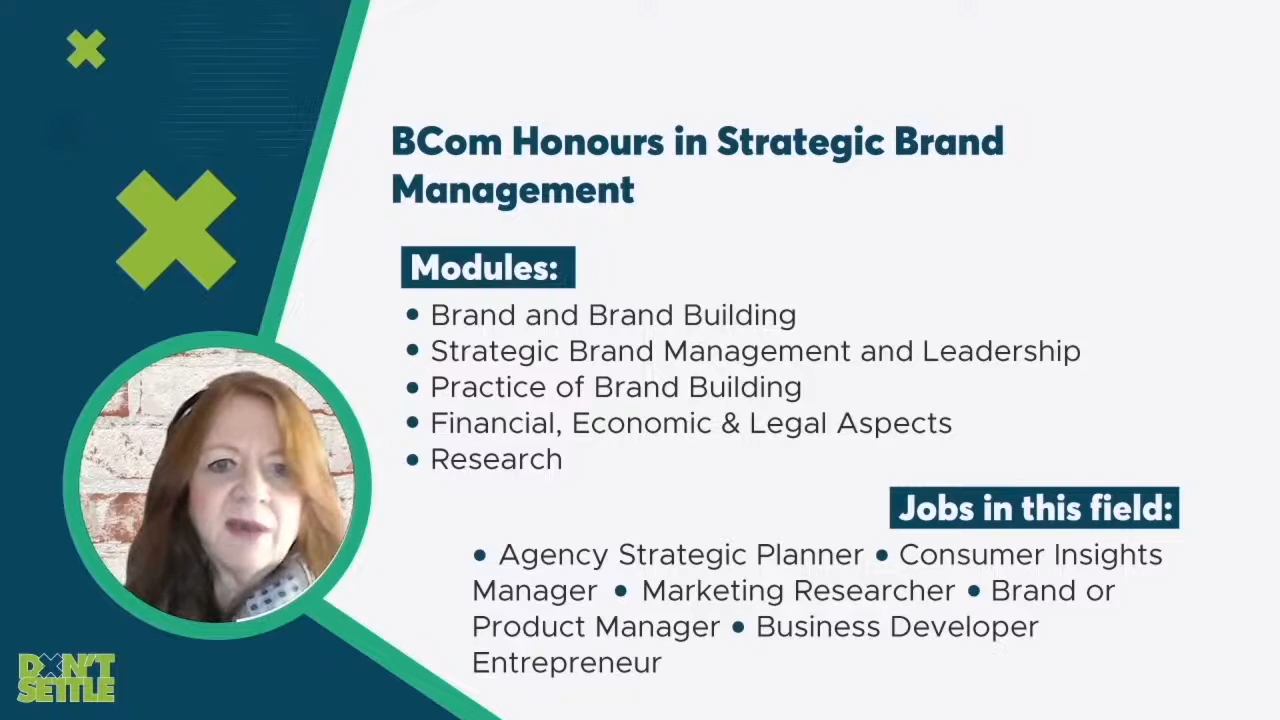 BCom Honours in Strategic Brand
Management
Modules:
• Brand and Brand Building
• Strategic Brand Management and Leadership
• Practice of Brand Building
• Financial, Economic & Legal Aspects
• Research
Jobs in this field:
• Agency Strategic Planner • Consumer Insights
Manager • Marketing Researcher • Brand or
Product Manager • Business Developer
Entrepreneur
DON'T
SETTLE